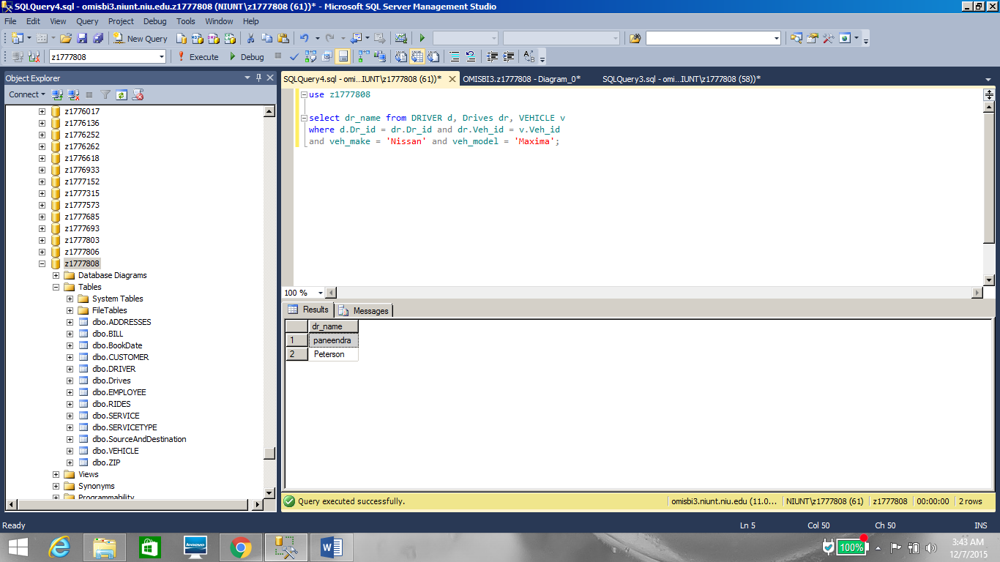 SQLQuery4.sql - omisbi3.niunt.niu.edu.z1777808 (NIUNT\z1777808 (61))* - Microsoft SQL Server Management Studio
File Edit View Query Project Debug Tools Window Help
New Query
z1777808 Execute Debug
Object Explorer
Connect
z1776017
z1776136
z1776252
z1776262
z1776618
z1776933
z1777152
z1777315
z1777573
z1777685
z1777693
z1777803
z1777806
z1777808
Database Diagrams
Tables
System Tables
FileTables
dbo.ADDRESSES
dbo.BILL
dbo.BookDate
dbo.CUSTOMER
dbo.DRIVER
dbo.Drives
dbo.EMPLOYEE
dbo.RIDES
dbo.SERVICE
dbo.SERVICETYPE
dbo.SourceAndDestination
dbo.VEHICLE
dbo.ZIP
Views
Synonyms
Programmability
SQLQuery4.sql - omi...IUNT\z1777808 (61))* OMISBI3.z1777808 - Diagram_0* SQLQuery3.sql - omi...IUNT\z1777808 (58))*
use z1777808
select dr_name from DRIVER d, Drives dr, VEHICLE v
where d.Dr_id = dr.Dr_id and dr.Veh_id = v.Veh_id
and veh_make = 'Nissan' and veh_model = 'Maxima';
100 %
Results Messages
dr_name
1 paneendra
2 Peterson
Query executed successfully. omisbi3.niunt.niu.edu (11.0... NIUNT\z1777808 (61) z1777808 00:00:00 2 rows
Ready Ln 5 Col 50 Ch 50 INS
lenovo
100%
3:43 AM
12/7/2015